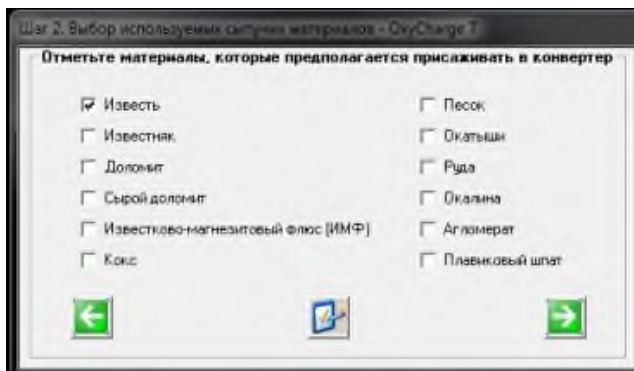 Шаг 2. Выбор используемых сыпучих материалов - OxyCharge 7
Отметьте материалы, которые предполагается присаживать в конвертер
Известь
Известняк
Доломит
Сырой доломит
Известково-магнезитовый флюс (ИМФ)
Кокс
Песок
Окатыши
Руда
Окалина
Агломерат
Плавиковый шпат